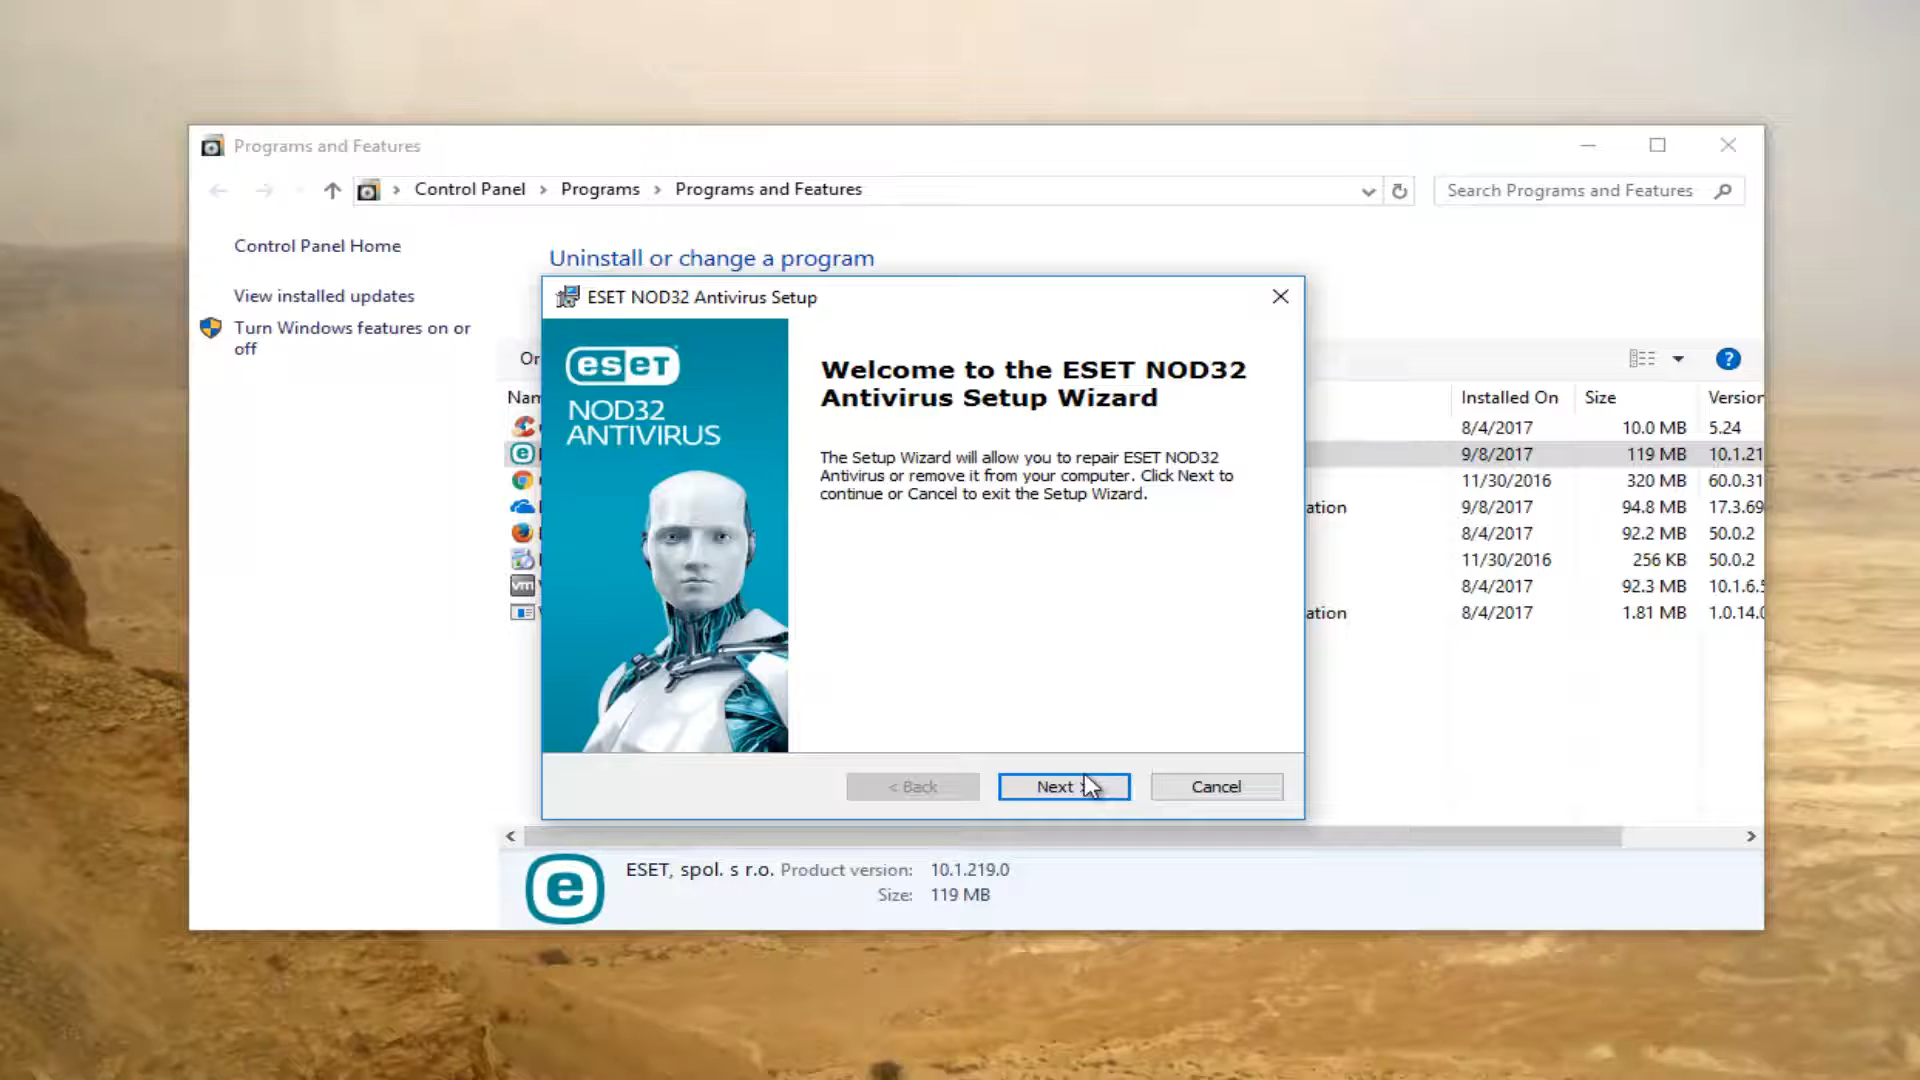 Programs and Features
Control Panel > Programs > Programs and Features
Search Programs and Features
Control Panel Home
View installed updates
Turn Windows features on or
off
Uninstall or change a program
ESET NOD32 Antivirus Setup
eset
NOD32
ANTIVIRUS
Welcome to the ESET NOD32
Antivirus Setup Wizard
The Setup Wizard will allow you to repair ESET NOD32
Antivirus or remove it from your computer. Click Next to
continue or Cancel to exit the Setup Wizard.
< Back
Next
Cancel
Installed On Size Version
8/4/2017 10.0 MB 5.24
9/8/2017 119 MB 10.1.21
11/30/2016 320 MB 60.0.31
ation 9/8/2017 94.8 MB 17.3.69
8/4/2017 92.2 MB 50.0.2
11/30/2016 256 KB 50.0.2
vm 8/4/2017 92.3 MB 10.1.6.5
ation 8/4/2017 1.81 MB 1.0.14.0
e
ESET, spol. s r.o. Product version: 10.1.219.0
Size: 119 MB